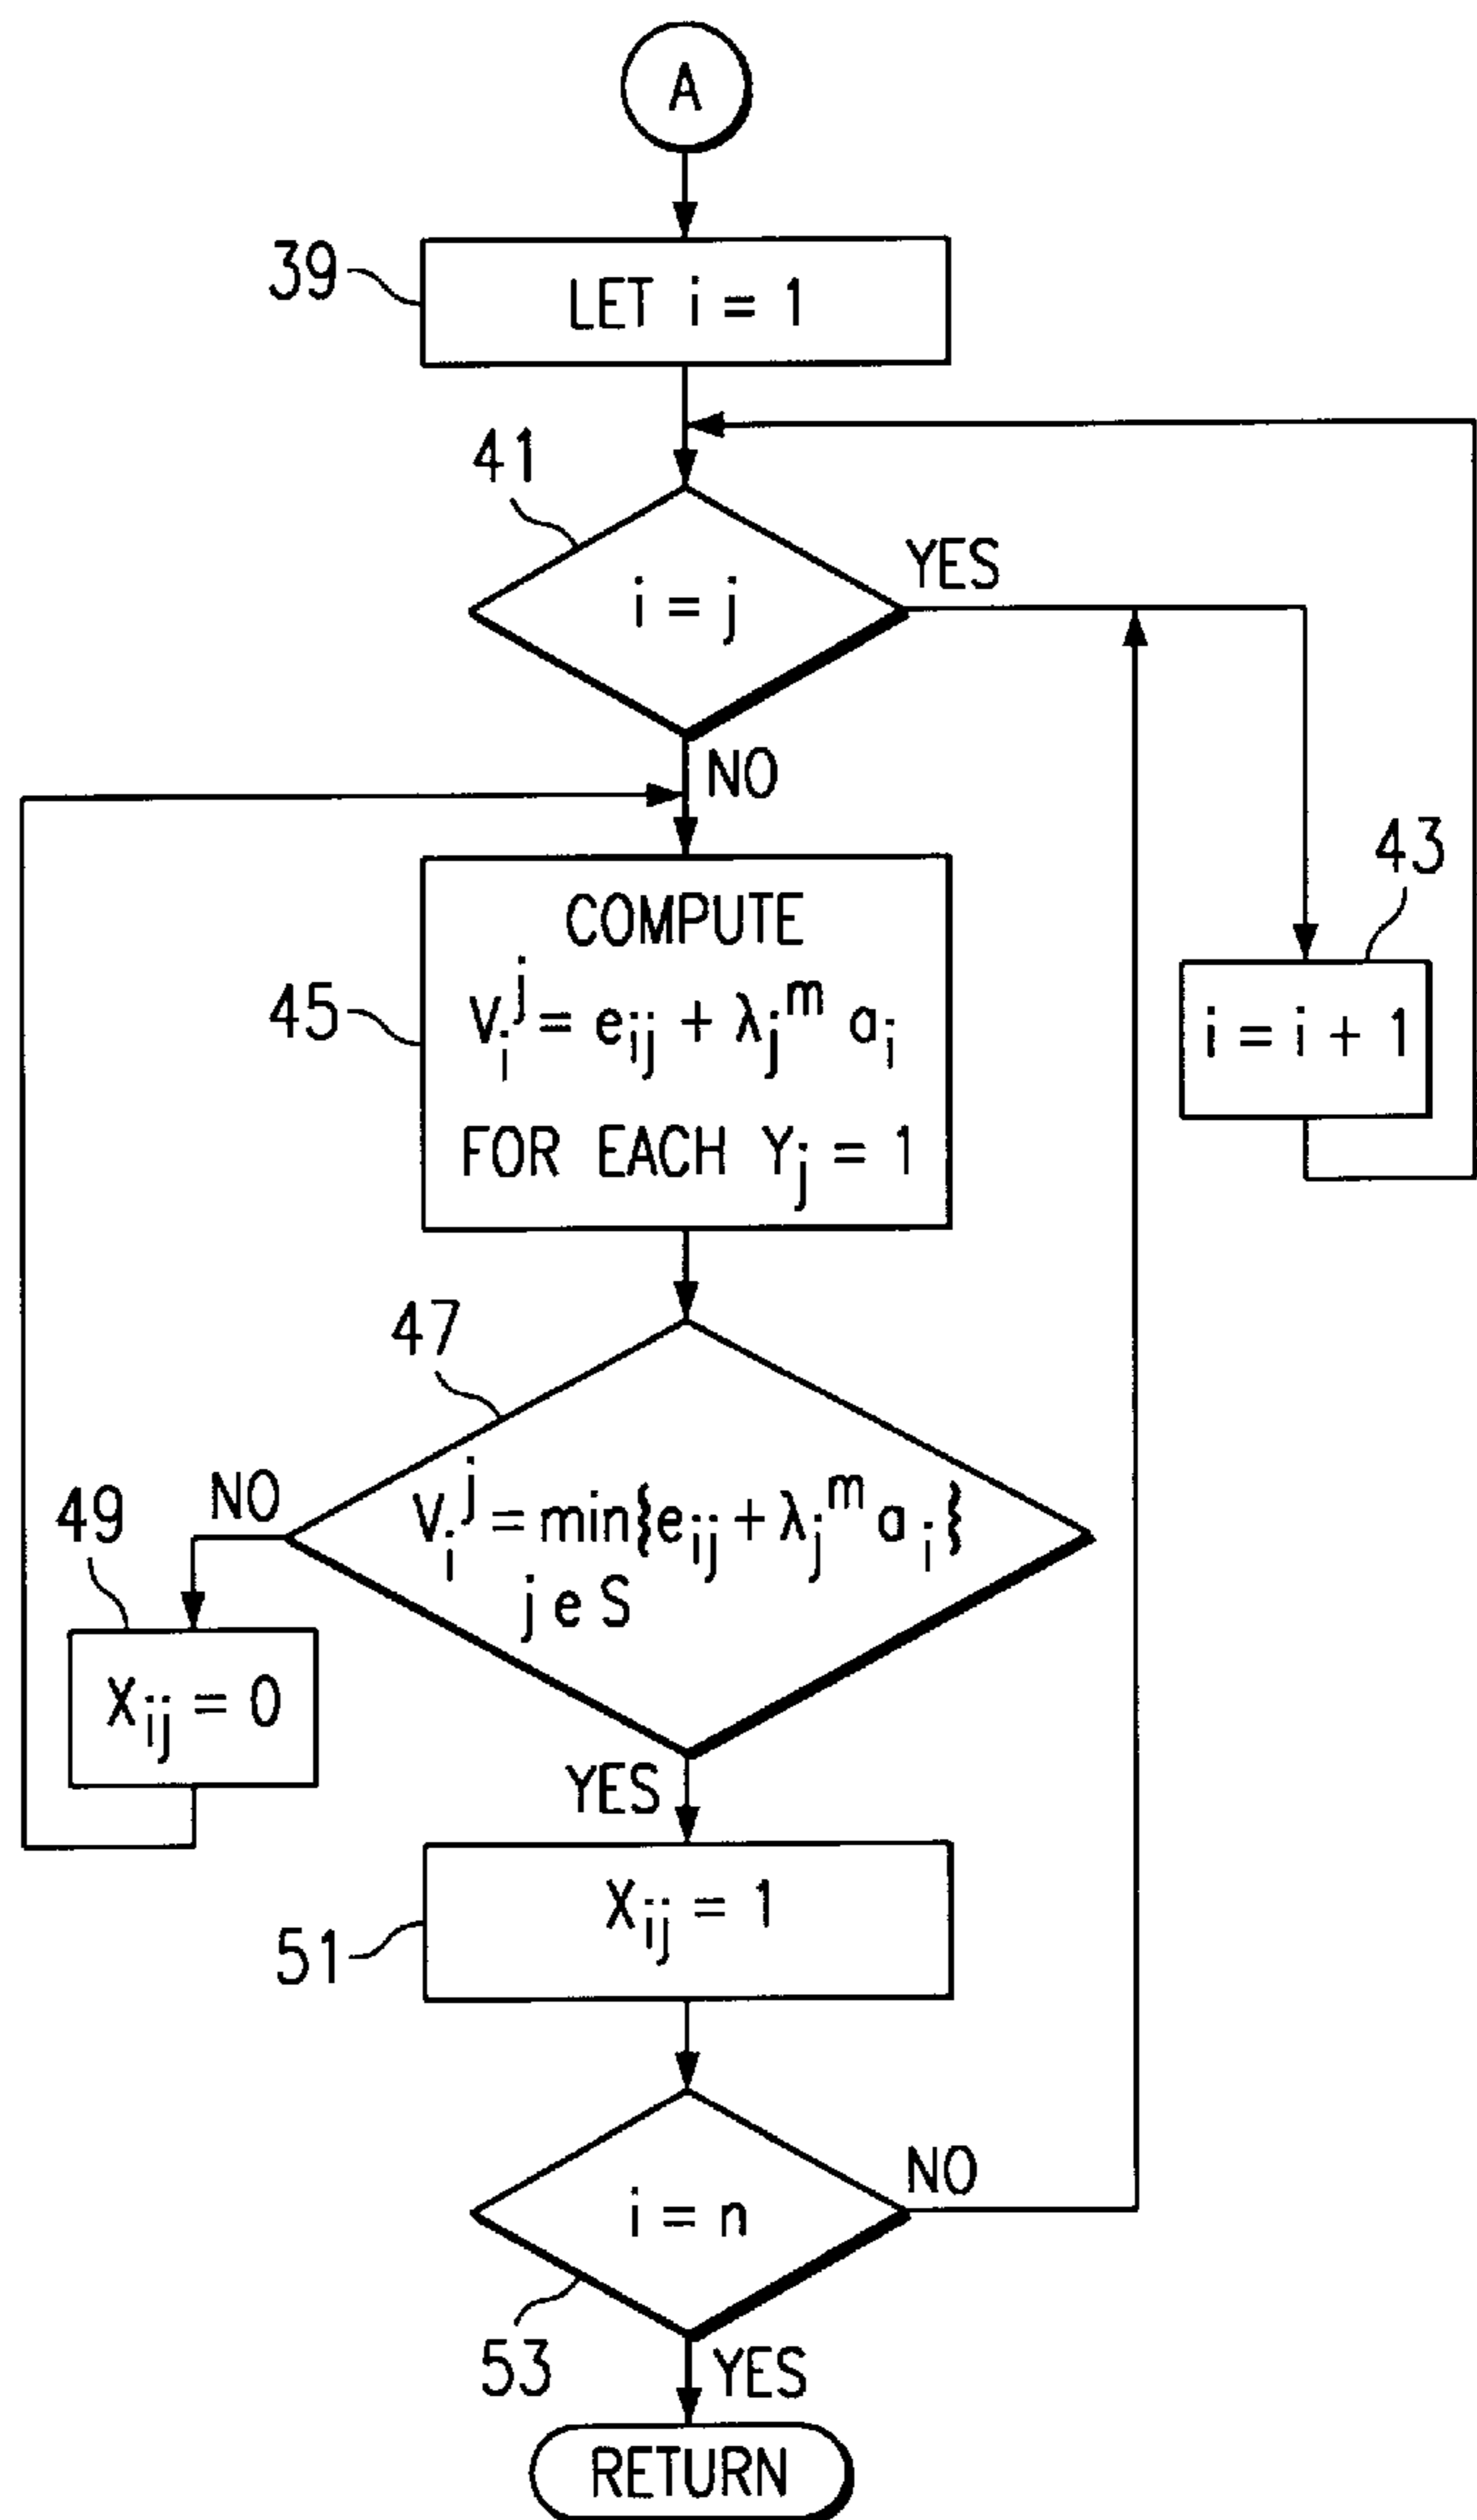 A
39
LET i = 1
41
i = j
YES
NO
43
i = i + 1
45
COMPUTE
V_i^j = e_ij + λ_j^m a_i
FOR EACH Y_j = 1
47
V_i^j = min{e_ij + λ_j^m a_i}
j e S
NO
49
X_ij = 0
YES
51
X_ij = 1
i = n
NO
53
YES
RETURN